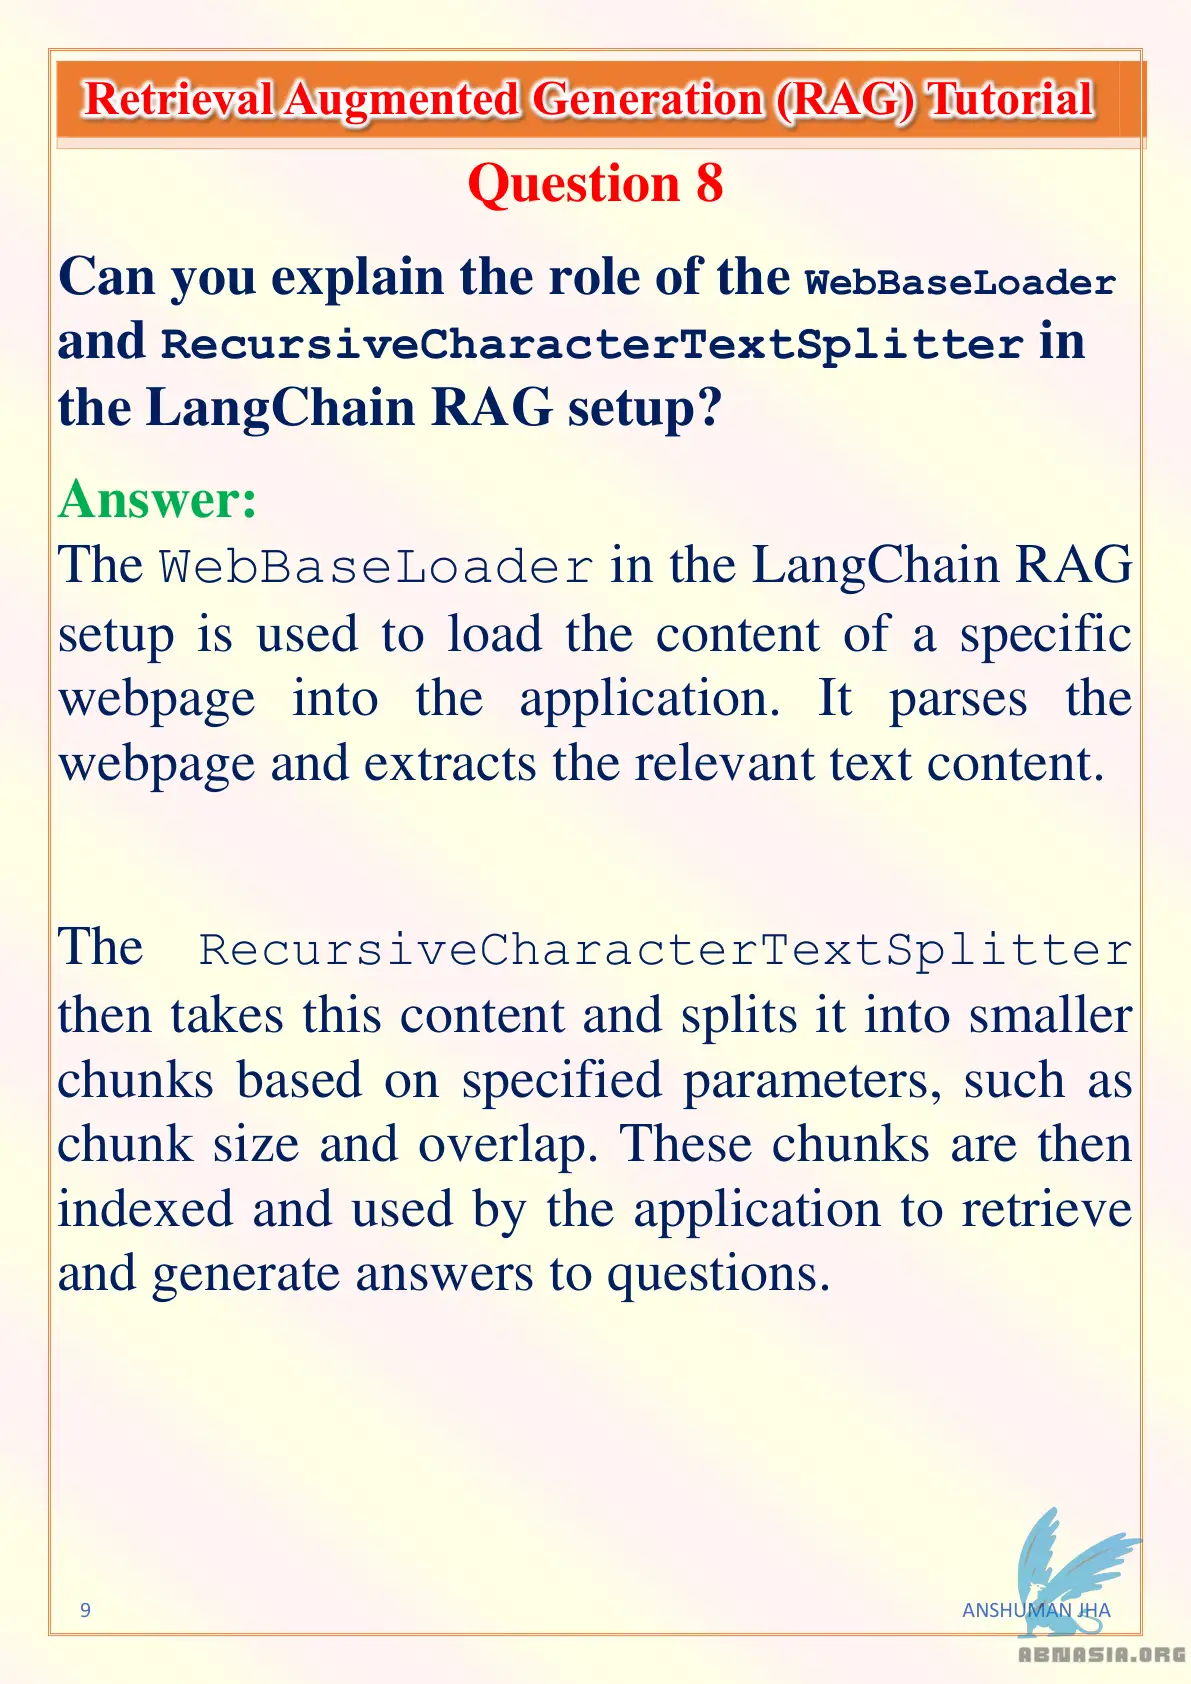 Retrieval Augmented Generation (RAG) Tutorial
Question 8
Can you explain the role of the WebBaseLoader
and RecursiveCharacterTextSplitter in
the LangChain RAG setup?
Answer:
The WebBaseLoader in the LangChain RAG
setup is used to load the content of a specific
webpage into the application. It parses the
webpage and extracts the relevant text content.
The RecursiveCharacterTextSplitter
then takes this content and splits it into smaller
chunks based on specified parameters, such as
chunk size and overlap. These chunks are then
indexed and used by the application to retrieve
and generate answers to questions.
9 ANSHUMAN JHA
ABNASIA.ORG